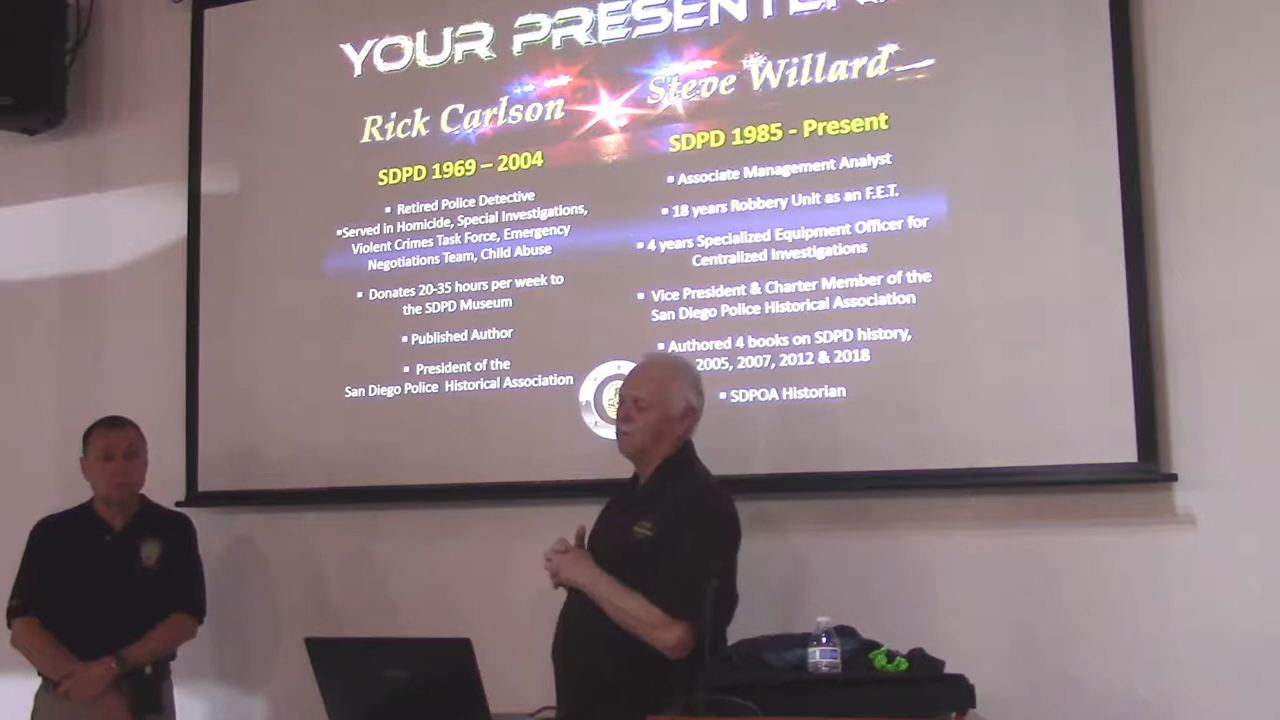 YOUR PRESENTERS
Rick Carlson
SDPD 1969 – 2004
▪ Retired Police Detective
▪Served in Homicide, Special Investigations,
Violent Crimes Task Force, Emergency
Negotiations Team, Child Abuse
▪ Donates 20-35 hours per week to
the SDPD Museum
▪ Published Author
▪ President of the
San Diego Police Historical Association
Steve Willard
SDPD 1985 - Present
▪ Associate Management Analyst
▪ 18 years Robbery Unit as an F.E.T.
▪ 4 years Specialized Equipment Officer for
Centralized Investigations
▪ Vice President & Charter Member of the
San Diego Police Historical Association
▪ Authored 4 books on SDPD history,
2005, 2007, 2012 & 2018
▪ SDPOA Historian